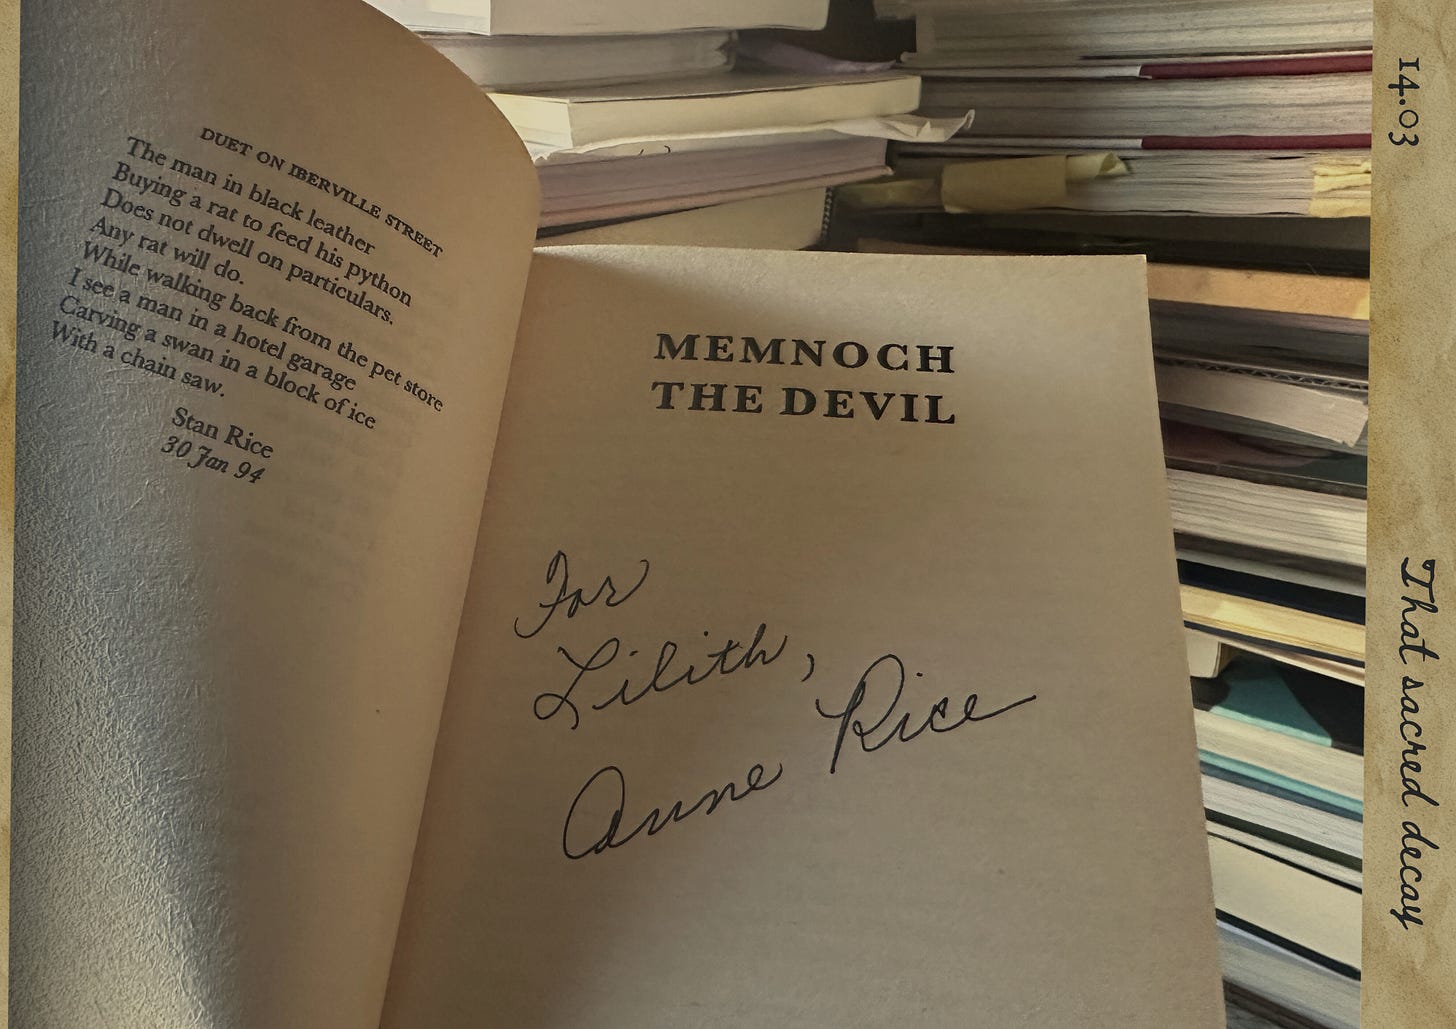 DUET ON IBERVILLE STREET
The man in black leather
Buying a rat to feed his python
Does not dwell on particulars.
Any rat will do.
While walking back from the pet store
I see a man in a hotel garage
Carving a swan in a block of ice
With a chain saw.
Stan Rice
30 Jan 94
MEMNOCH
THE DEVIL
For
Lilith,
Anne Rice
14.03
That sacred decay